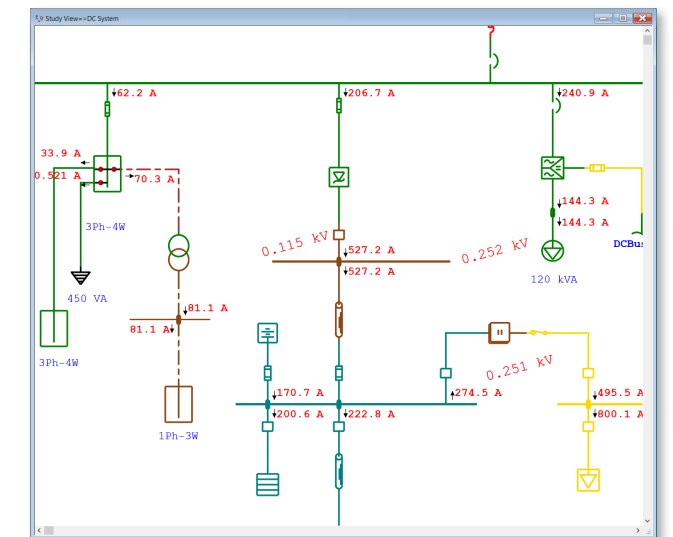 Study View=>DC System
62.2 A
206.7 A
240.9 A
33.9 A
0.521 A
70.3 A
144.3 A
144.3 A
3Ph-4W
0.115 kV
527.2 A
527.2 A
0.252 kV
DCBus
120 kVA
450 VA
81.1 A
81.1 A
3Ph-4W
0.251 kV
170.7 A
274.5 A
495.5 A
200.6 A
222.8 A
800.1 A
1Ph-3W